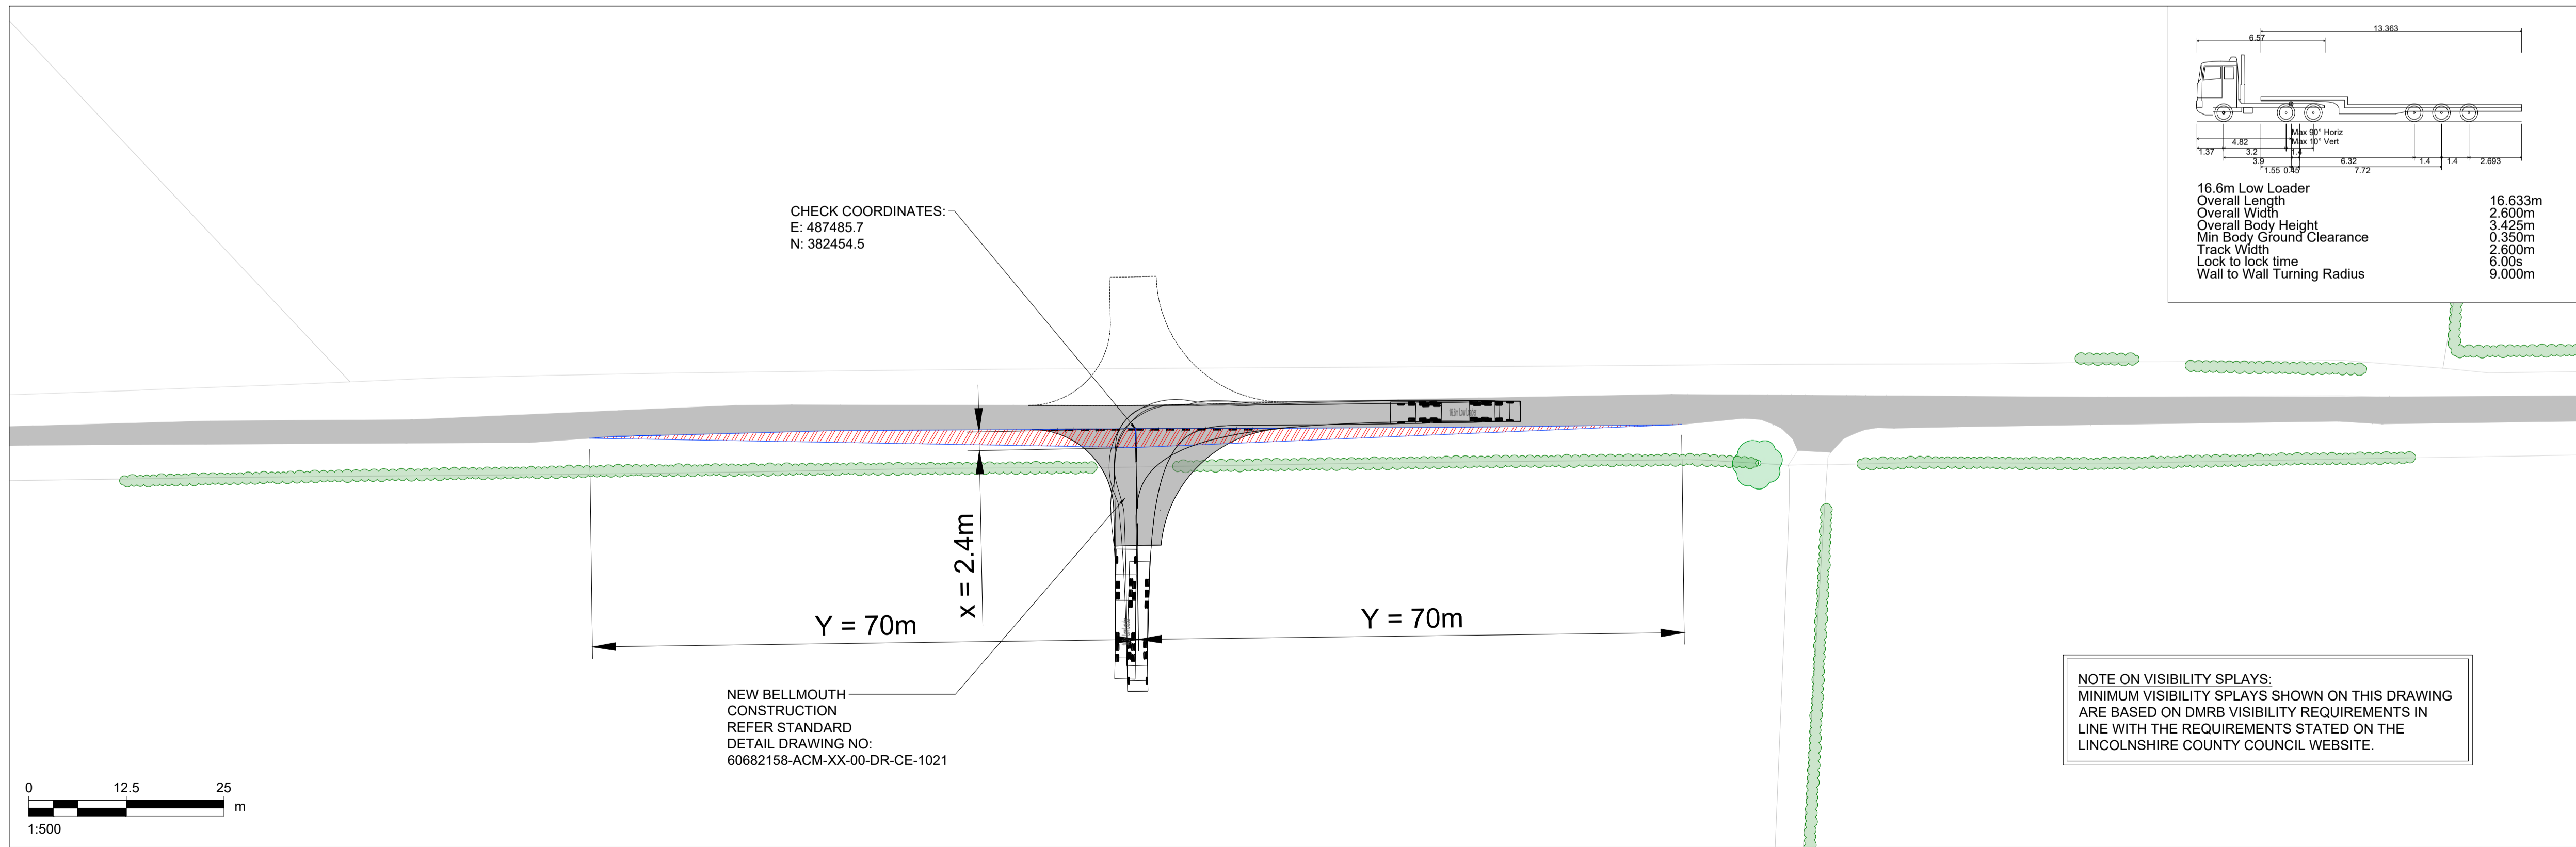 13.363
6.57
Max 90° Horiz
4.82
Max 10° Vert
1.37
3.2
1.4
3.9
6.32
1.4
1.4
2.693
1.55
0.45
7.72
16.6m Low Loader
Overall Length 16.633m
Overall Width 2.600m
Overall Body Height 3.425m
Min Body Ground Clearance 0.350m
Track Width 2.600m
Lock to lock time 6.00s
Wall to Wall Turning Radius 9.000m
CHECK COORDINATES:
E: 487485.7
N: 382454.5
16.6m Low Loader
x = 2.4m
Y = 70m
Y = 70m
NEW BELLMOUTH
CONSTRUCTION
REFER STANDARD
DETAIL DRAWING NO:
60682158-ACM-XX-00-DR-CE-1021
NOTE ON VISIBILITY SPLAYS:
MINIMUM VISIBILITY SPLAYS SHOWN ON THIS DRAWING
ARE BASED ON DMRB VISIBILITY REQUIREMENTS IN
LINE WITH THE REQUIREMENTS STATED ON THE
LINCOLNSHIRE COUNTY COUNCIL WEBSITE.
0 12.5 25
m
1:500